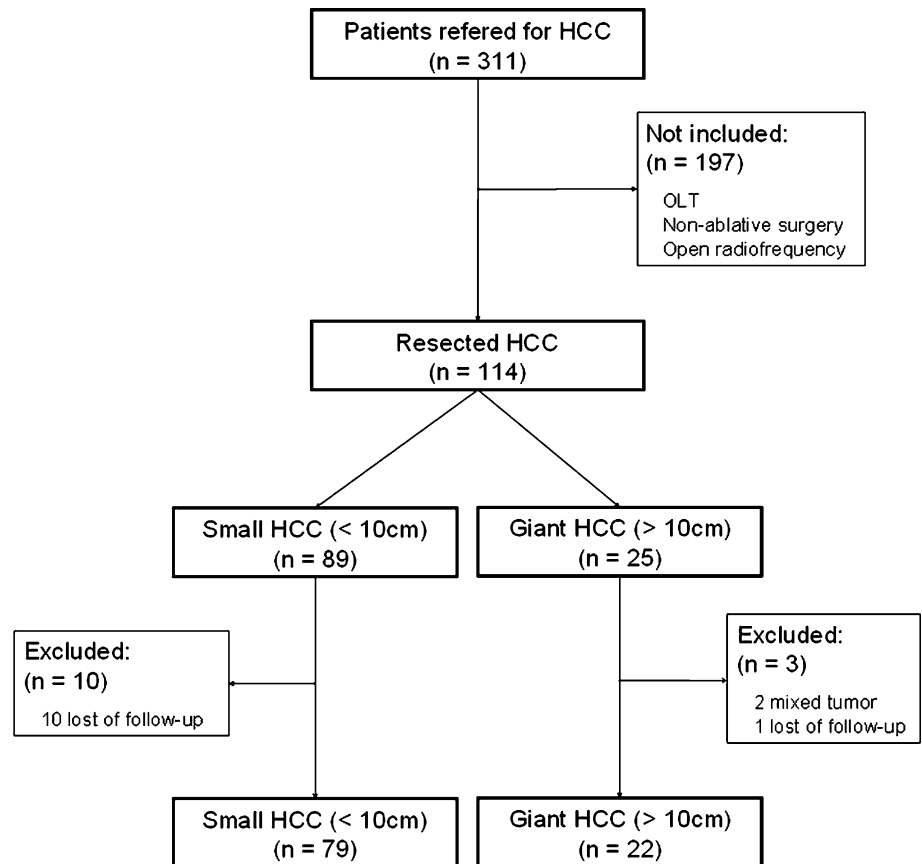 Patients refered for HCC
(n = 311)
Not included:
(n = 197)
OLT
Non-ablative surgery
Open radiofrequency
Resected HCC
(n = 114)
Small HCC (< 10cm)
(n = 89)
Giant HCC (> 10cm)
(n = 25)
Excluded:
(n = 10)
10 lost of follow-up
Excluded:
(n = 3)
2 mixed tumor
1 lost of follow-up
Small HCC (< 10cm)
(n = 79)
Giant HCC (> 10cm)
(n = 22)